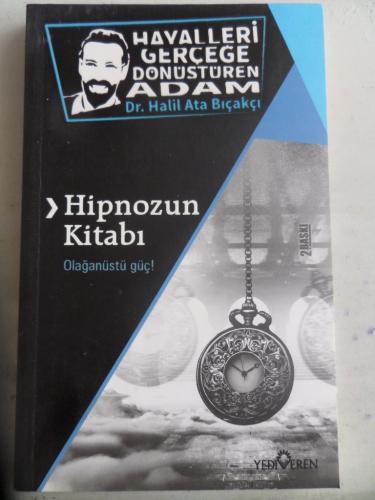 HAYALLERİ
GERÇEĞE
DÖNÜŞTÜREN
ADAM
Dr. Halil Ata Bıçakçı
Hipnozun
Kitabı
Olağanüstü güç!
2.BASKI
YEDİVEREN